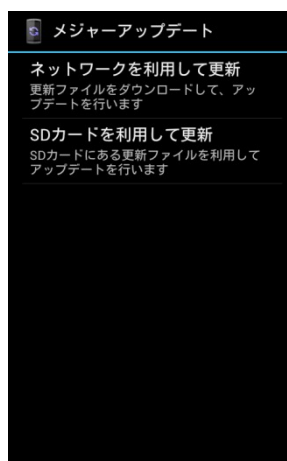 メジャーアップデート
ネットワークを利用して更新
更新ファイルをダウンロードして、アッ
プデートを行います
SDカードを利用して更新
SDカードにある更新ファイルを利用して
アップデートを行います